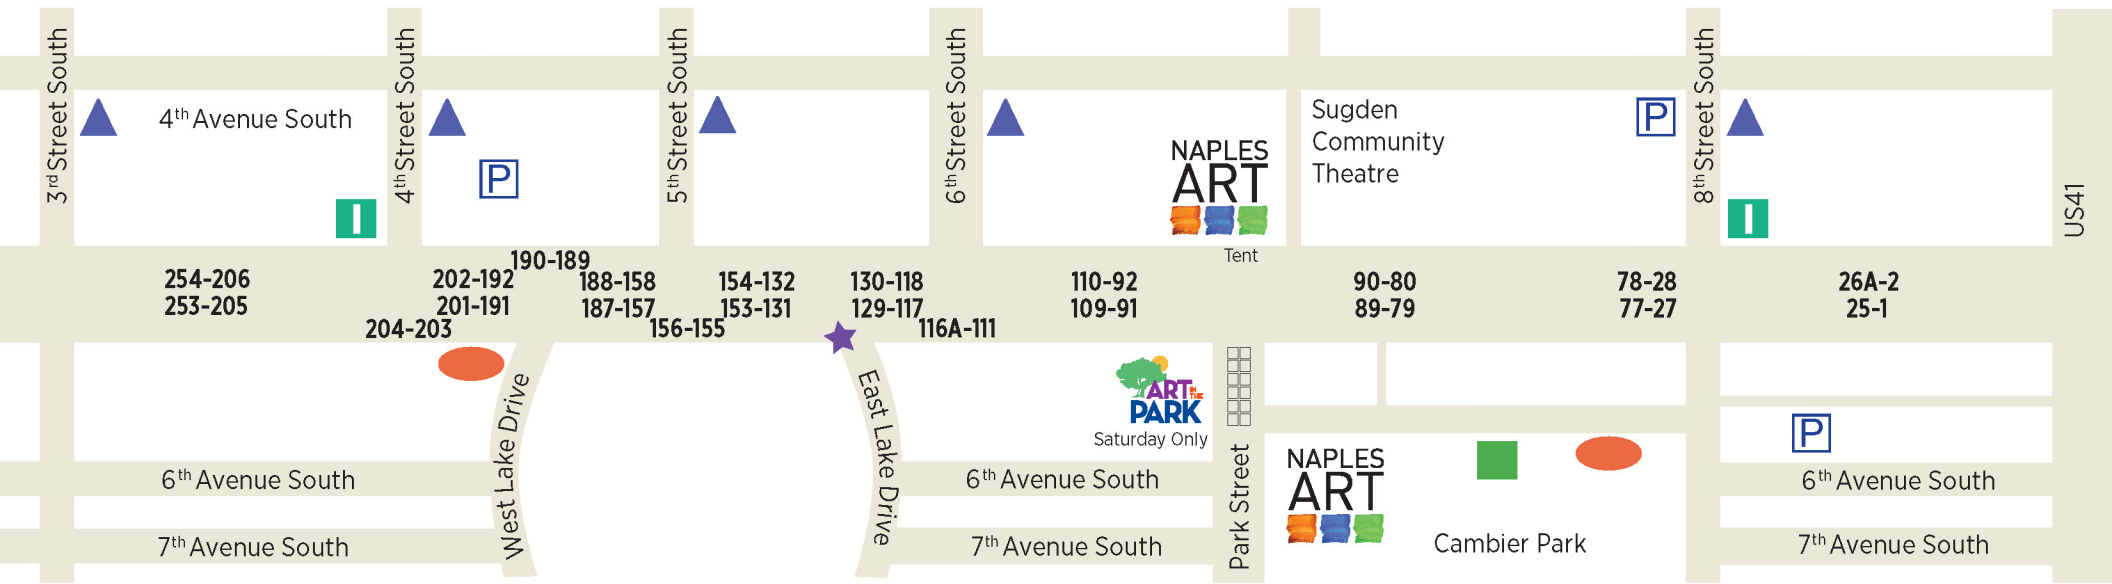 3rd Street South
4th Avenue South
I
4th Street South
P
5th Street South
6th Street South
NAPLES
ART
Tent
Sugden
Community
Theatre
P
8th Street South
I
US41
254-206
253-205
204-203
202-192
201-191
190-189
188-158
187-157
156-155
154-132
153-131
130-118
129-117
116A-111
110-92
109-91
90-80
89-79
78-28
77-27
26A-2
25-1
West Lake Drive
East Lake Drive
ART IN THE
PARK
Saturday Only
Park Street
NAPLES
ART
Cambier Park
P
6th Avenue South
6th Avenue South
6th Avenue South
7th Avenue South
7th Avenue South
7th Avenue South